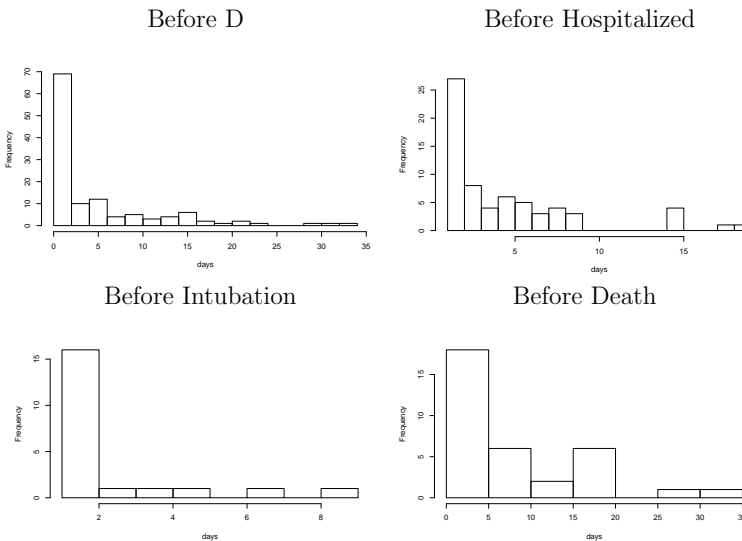 Before D
Before Hospitalized
Frequency
0 10 20 30 40 50 60 70
0 5 10 15 20 25 30 35
days
Frequency
0 5 10 15 20 25
5 10 15
days
Before Intubation
Before Death
Frequency
0 5 10 15
2 4 6 8
days
Frequency
0 5 10 15
0 5 10 15 20 25 30
days